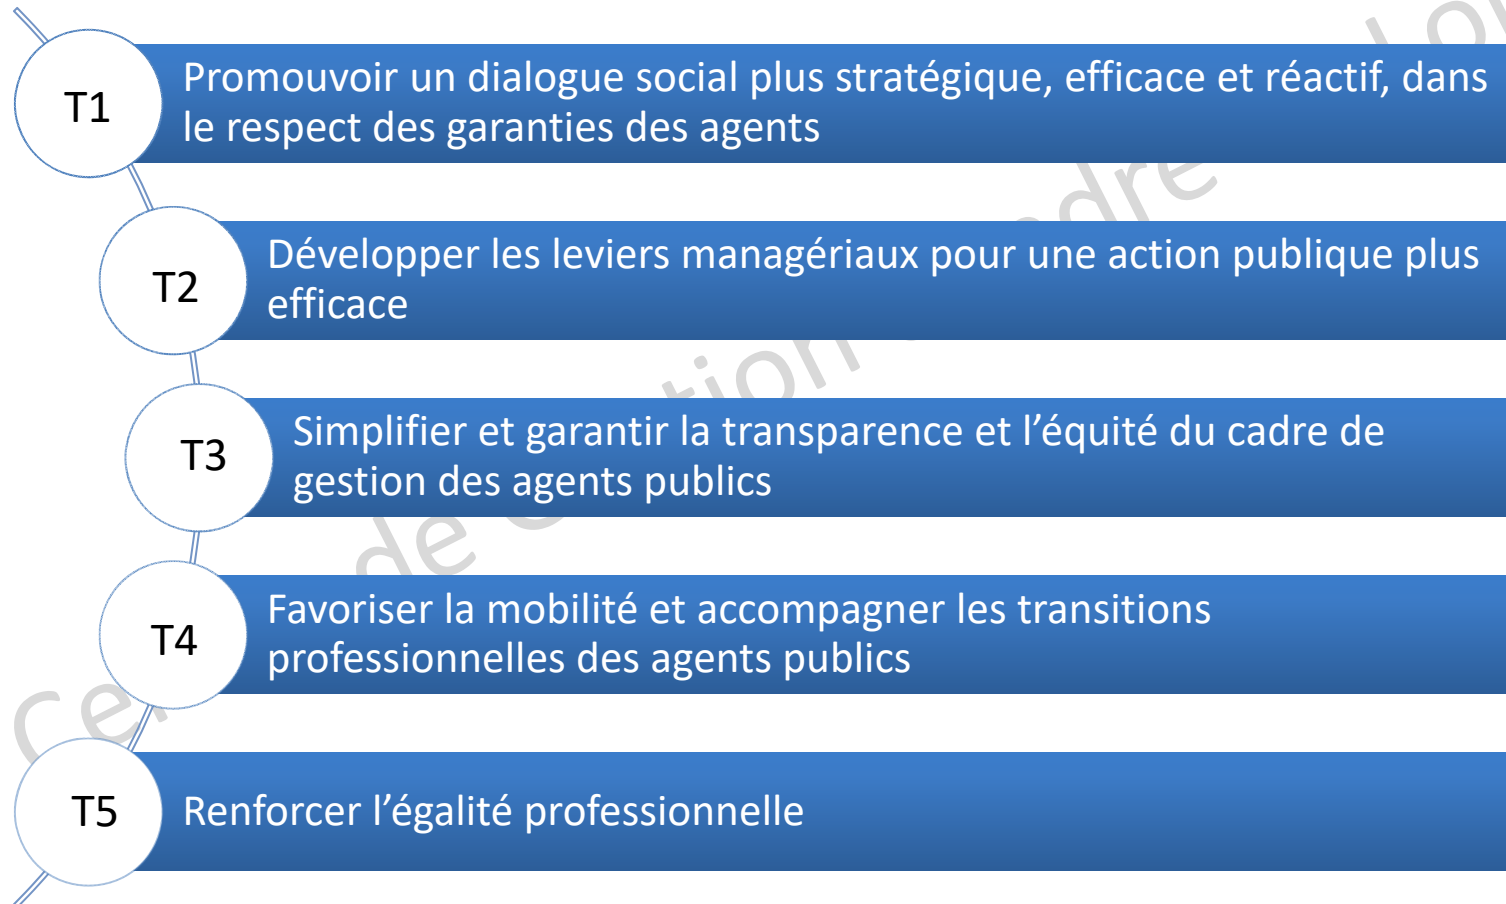 T1
Promouvoir un dialogue social plus stratégique, efficace et réactif, dans
le respect des garanties des agents
T2
Développer les leviers managériaux pour une action publique plus
efficace
T3
Simplifier et garantir la transparence et l’équité du cadre de
gestion des agents publics
T4
Favoriser la mobilité et accompagner les transitions
professionnelles des agents publics
T5
Renforcer l’égalité professionnelle
de